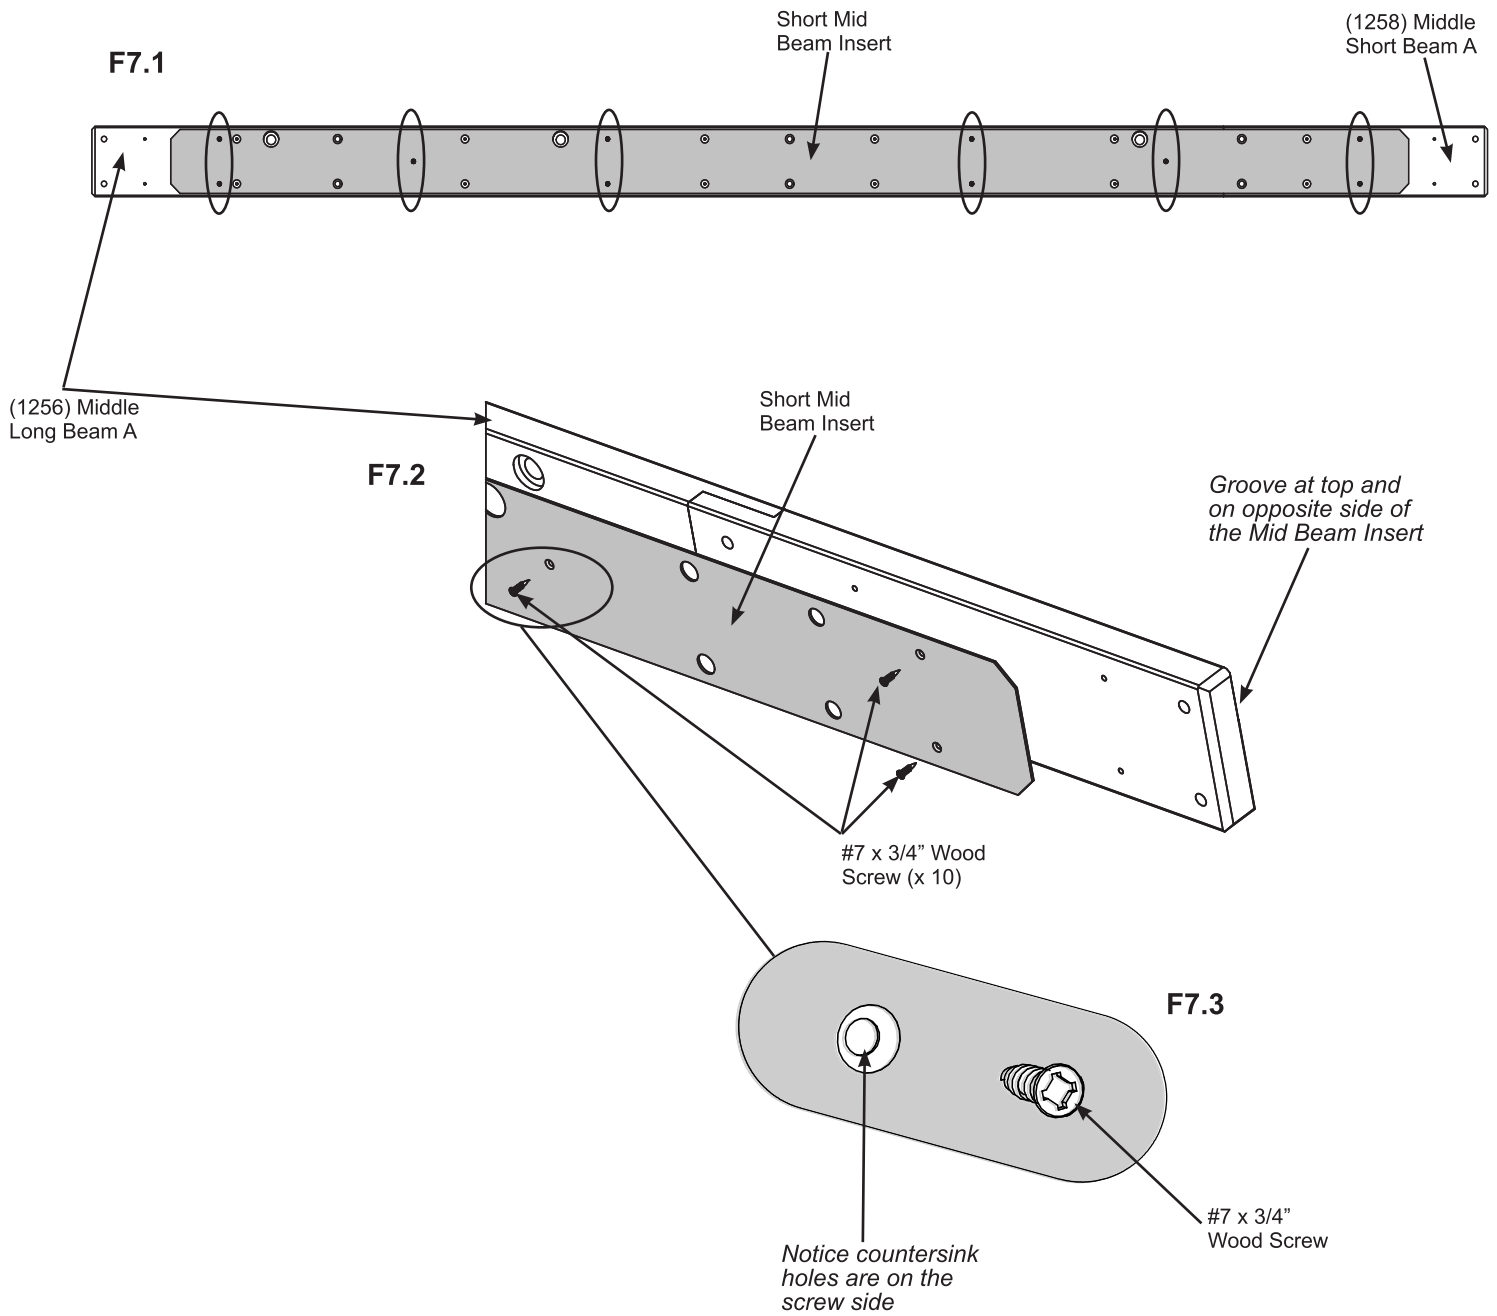 Short Mid
Beam Insert
(1258) Middle
Short Beam A
F7.1
(1256) Middle
Long Beam A
Short Mid
Beam Insert
F7.2
Groove at top and
on opposite side of
the Mid Beam Insert
#7 x 3/4” Wood
Screw (x 10)
F7.3
#7 x 3/4”
Wood Screw
Notice countersink
holes are on the
screw side